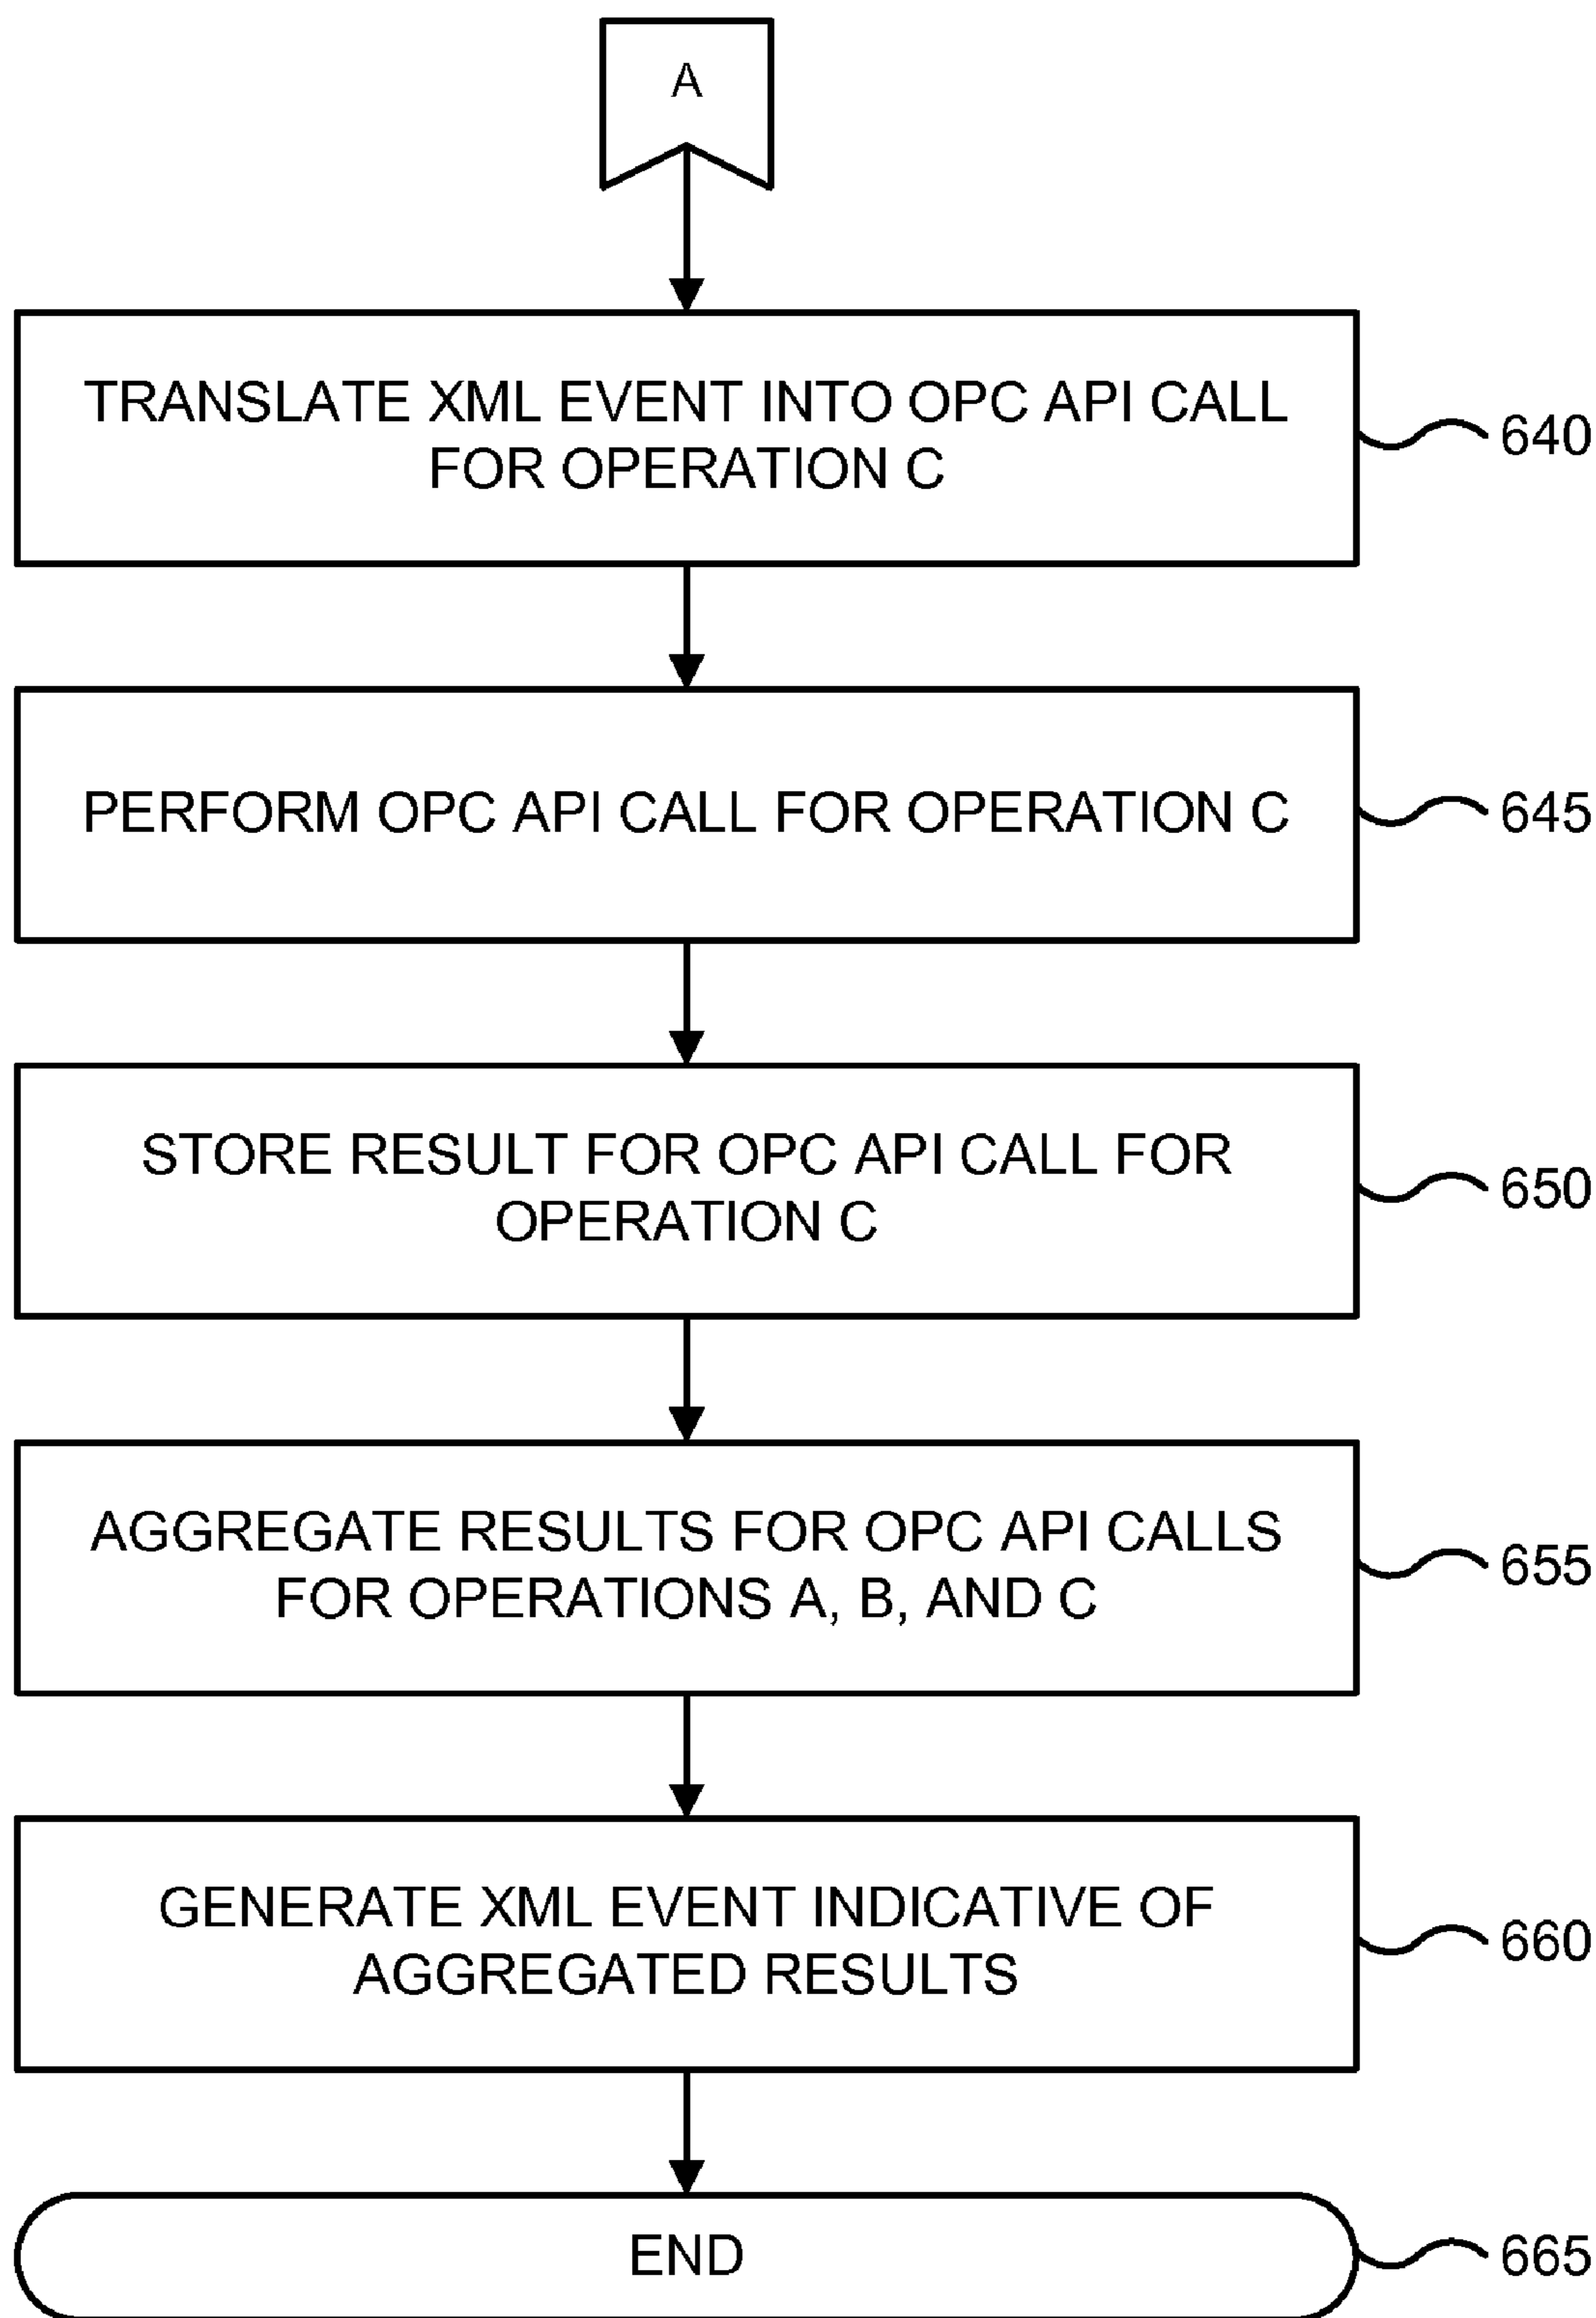 A
TRANSLATE XML EVENT INTO OPC API CALL
FOR OPERATION C
640
PERFORM OPC API CALL FOR OPERATION C
645
STORE RESULT FOR OPC API CALL FOR
OPERATION C
650
AGGREGATE RESULTS FOR OPC API CALLS
FOR OPERATIONS A, B, AND C
655
GENERATE XML EVENT INDICATIVE OF
AGGREGATED RESULTS
660
END
665